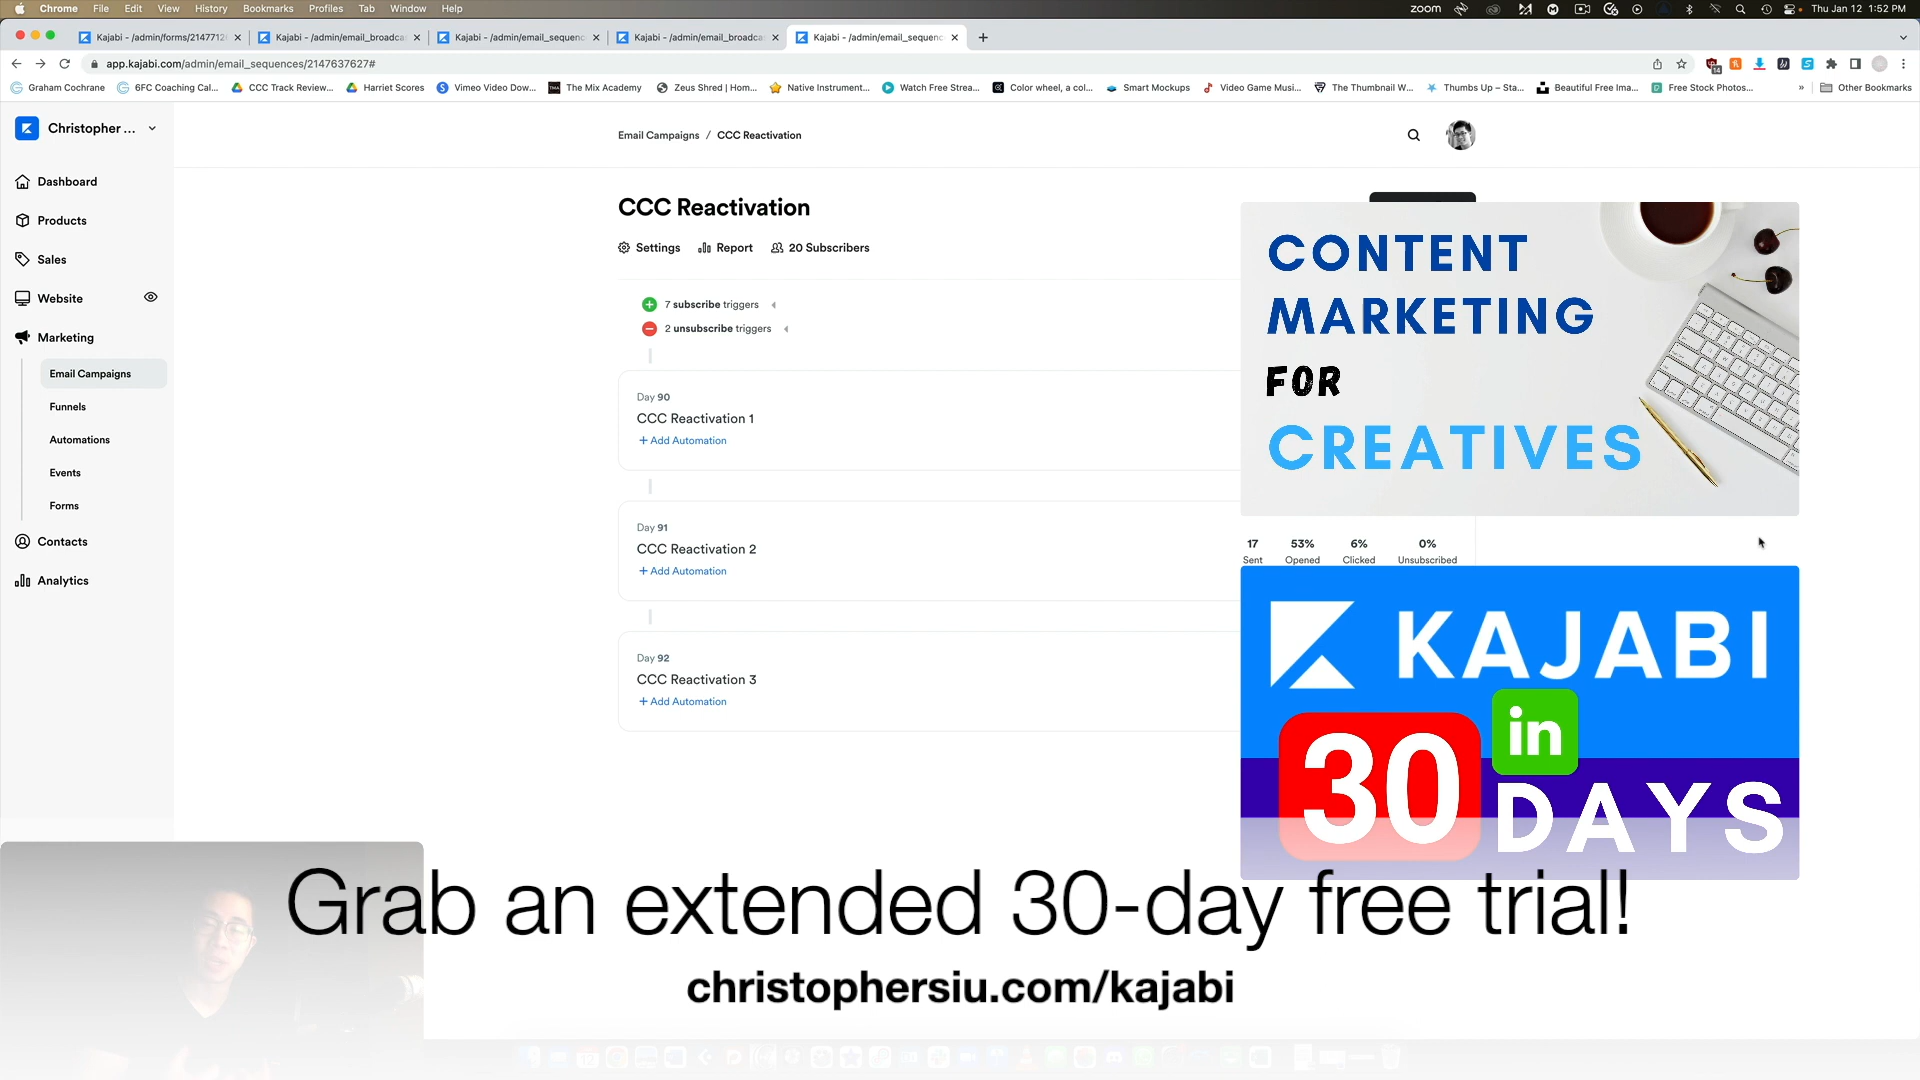 Chrome File Edit View History Bookmarks Profiles Tab Window Help
zoom Thu Jan 12 1:52 PM
Kajabi - /admin/forms/2147712 Kajabi - /admin/email_broadca Kajabi - /admin/email_sequenc Kajabi - /admin/email_broadca Kajabi - /admin/email_sequenc
app.kajabi.com/admin/email_sequences/2147637627#
Graham Cochrane 6FC Coaching Cal... CCC Track Review... Harriet Scores Vimeo Video Dow... The Mix Academy Zeus Shred | Hom... Native Instrument... Watch Free Strea... Color wheel, a col... Smart Mockups Video Game Musi... The Thumbnail W... Thumbs Up – Sta... Beautiful Free Ima... Free Stock Photos... » Other Bookmarks
Christopher ...
Email Campaigns / CCC Reactivation
Dashboard
Products
Sales
Website
Marketing
Email Campaigns
Funnels
Automations
Events
Forms
Contacts
Analytics
CCC Reactivation
Settings Report 20 Subscribers
7 subscribe triggers
2 unsubscribe triggers
Day 90
CCC Reactivation 1
+ Add Automation
Day 91
CCC Reactivation 2
+ Add Automation
17 53% 6% 0%
Sent Opened Clicked Unsubscribed
Day 92
CCC Reactivation 3
+ Add Automation
CONTENT
MARKETING
FOR
CREATIVES
KAJABI
30 in
DAYS
Grab an extended 30-day free trial!
christophersiu.com/kajabi